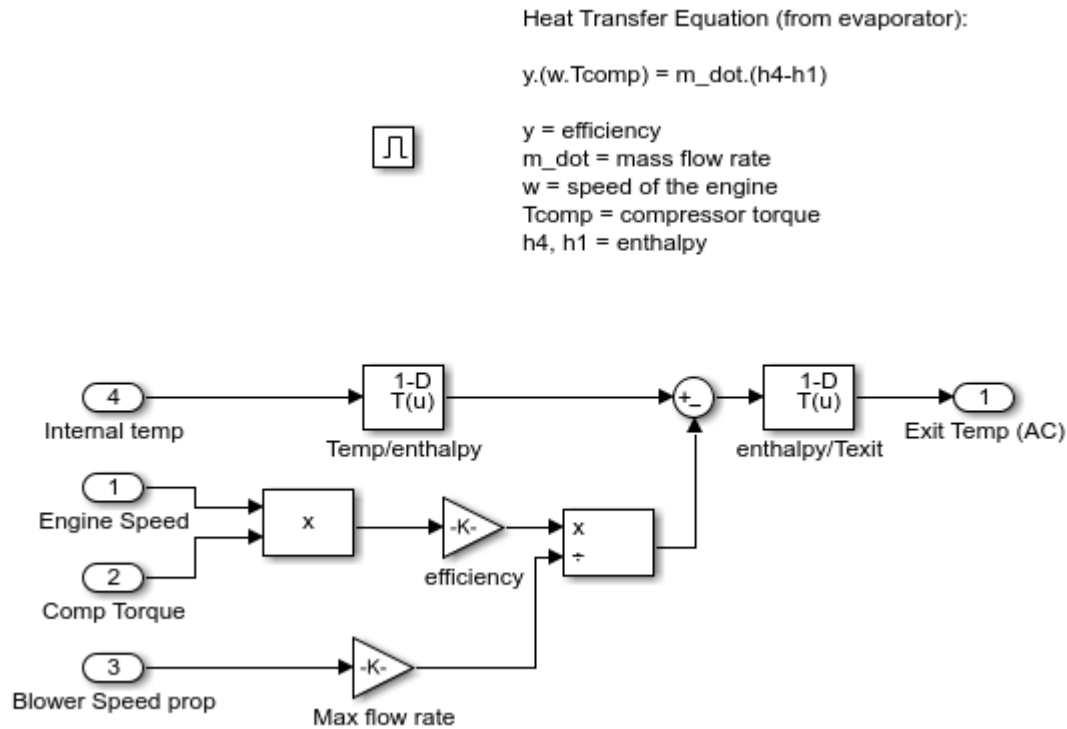 Heat Transfer Equation (from evaporator):
y.(w.Tcomp) = m_dot.(h4-h1)
y = efficiency
m_dot = mass flow rate
w = speed of the engine
Tcomp = compressor torque
h4, h1 = enthalpy
4
Internal temp
1-D
T(u)
Temp/enthalpy
+
-
1-D
T(u)
enthalpy/Texit
1
Exit Temp (AC)
1
Engine Speed
2
Comp Torque
x
-K-
efficiency
x
÷
3
Blower Speed prop
-K-
Max flow rate